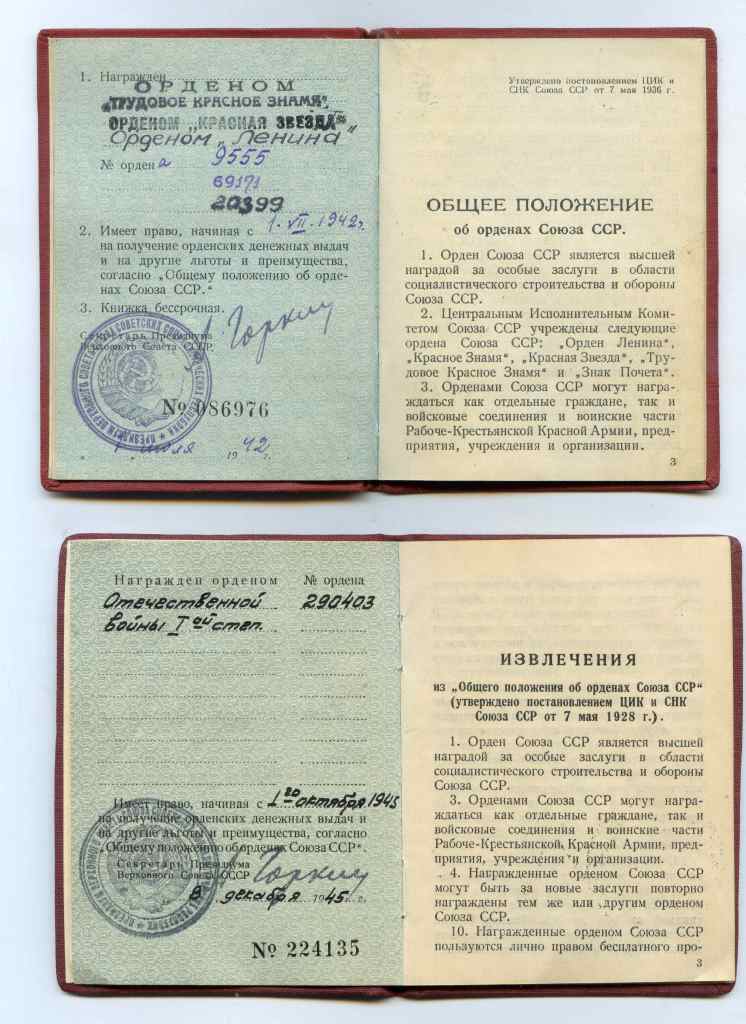 1. Награжден
ОРДЕНОМ
„ТРУДОВОЕ КРАСНОЕ ЗНАМЯ",
ОРДЕНОМ „КРАСНАЯ ЗВЕЗДА"
Орденом „Ленина"
№ ордена 9555
69171
20399
2. Имеет право, начиная с 1.VII.1942 г.
на получение орденских денежных выдач
и на другие льготы и преимущества,
согласно „Общему положению об орде-
нах Союза ССР."
3. Книжка бессрочная.
Секретарь Президиума
Верховного Совета СССР.
Горкин
№ 086976
1 июля 1942 г.
Утверждено постановлением ЦИК и
СНК Союза ССР от 7 мая 1936 г.
ОБЩЕЕ ПОЛОЖЕНИЕ
об орденах Союза ССР.
1. Орден Союза ССР является высшей
наградой за особые заслуги в области
социалистического строительства и обороны
Союза ССР.
2. Центральным Исполнительным Коми-
тетом Союза ССР учреждены следующие
ордена Союза ССР: „Орден Ленина",
„Красное Знамя", „Красная Звезда", „Тру-
довое Красное Знамя" и „Знак Почета".
3. Орденами Союза ССР могут награ-
ждаться как отдельные граждане, так и
войсковые соединения и воинские части
Рабоче-Крестьянской Красной Армии, пред-
приятия, учреждения и организации.
3
Награжден орденом № ордена
Отечественной 290403
войны I ой степ.
Имеет право, начиная с 1го октября 1945
на получение орденских денежных выдач и
на другие льготы и преимущества, согласно
„Общему положению об орденах Союза ССР".
Секретарь Президиума
Верховного Совета СССР
Горкин
8 декабря 1945 г.
№ 224135
ИЗВЛЕЧЕНИЯ
из „Общего положения об орденах Союза ССР"
(утверждено постановлением ЦИК и СНК
Союза ССР от 7 мая 1928 г.).
1. Орден Союза ССР является высшей
наградой за особые заслуги в области
социалистического строительства и обороны
Союза ССР.
3. Орденами Союза ССР могут награ-
ждаться как отдельные граждане, так и
войсковые соединения и воинские части
Рабоче-Крестьянской Красной Армии, пред-
приятия, учреждения и организации.
4. Награжденные орденом Союза ССР
могут быть за новые заслуги повторно
награждены тем же или другим орденом
Союза ССР.
10. Награжденные орденом Союза ССР
пользуются лично правом бесплатного про-
3